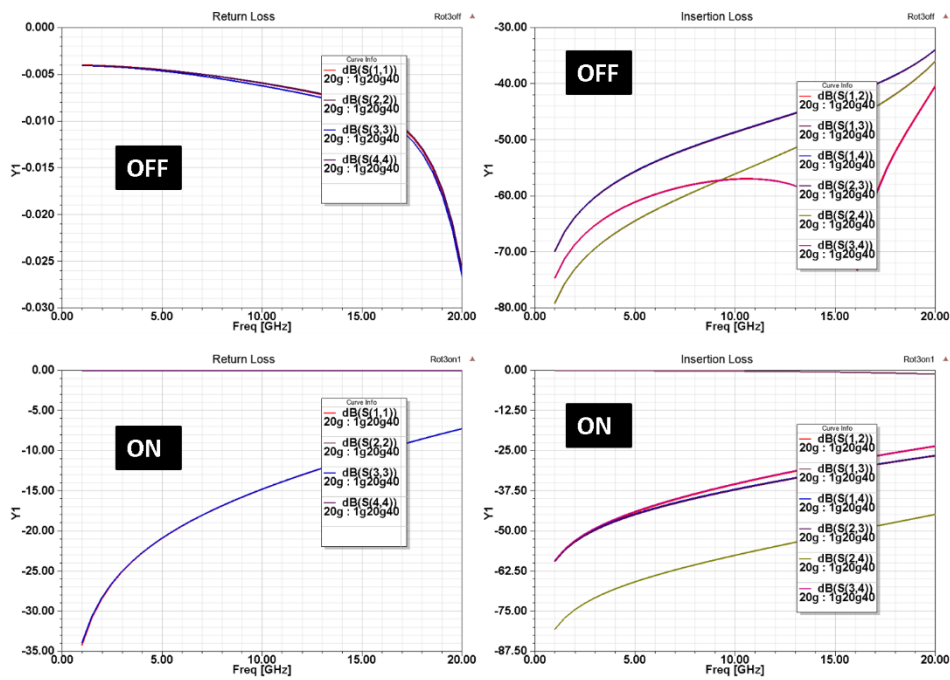 Return Loss
Rot3off
0.000
-0.005
-0.010
-0.015
-0.020
-0.025
-0.030
Y1
OFF
Curve Info
dB(S(1,1))
20g : 1g20g40
dB(S(2,2))
20g : 1g20g40
dB(S(3,3))
20g : 1g20g40
dB(S(4,4))
20g : 1g20g40
0.00 5.00 10.00 15.00 20.00
Freq [GHz]
Insertion Loss
Rot3off
-30.00
-40.00
-50.00
-60.00
-70.00
-80.00
Y1
OFF
Curve Info
dB(S(1,2))
20g : 1g20g40
dB(S(1,3))
20g : 1g20g40
dB(S(1,4))
20g : 1g20g40
dB(S(2,3))
20g : 1g20g40
dB(S(2,4))
20g : 1g20g40
dB(S(3,4))
20g : 1g20g40
0.00 5.00 10.00 15.00 20.00
Freq [GHz]
Return Loss
Rot3on1
0.00
-5.00
-10.00
-15.00
-20.00
-25.00
-30.00
-35.00
Y1
ON
Curve Info
dB(S(1,1))
20g : 1g20g40
dB(S(2,2))
20g : 1g20g40
dB(S(3,3))
20g : 1g20g40
dB(S(4,4))
20g : 1g20g40
0.00 5.00 10.00 15.00 20.00
Freq [GHz]
Insertion Loss
Rot3on1
0.00
-12.50
-25.00
-37.50
-50.00
-62.50
-75.00
-87.50
Y1
ON
Curve Info
dB(S(1,2))
20g : 1g20g40
dB(S(1,3))
20g : 1g20g40
dB(S(1,4))
20g : 1g20g40
dB(S(2,3))
20g : 1g20g40
dB(S(2,4))
20g : 1g20g40
dB(S(3,4))
20g : 1g20g40
0.00 5.00 10.00 15.00 20.00
Freq [GHz]